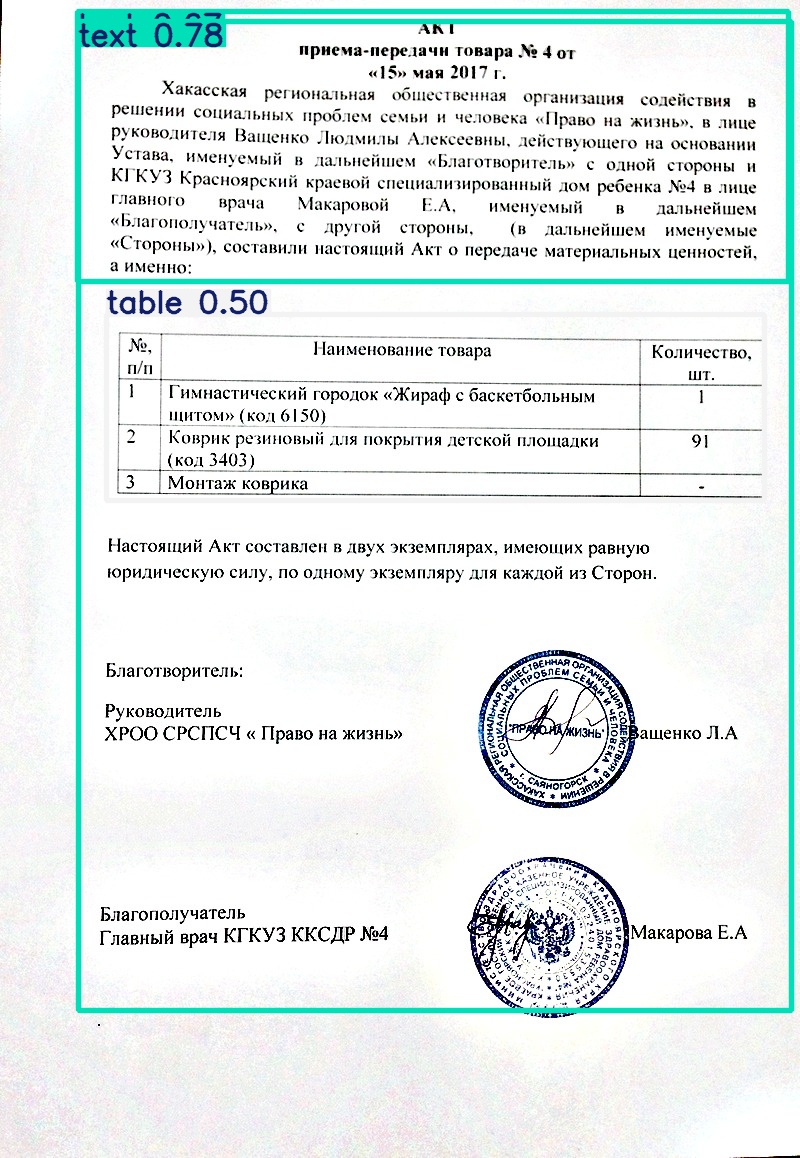 text 0.78
АКТ
приема-передачи товара № 4 от
«15» мая 2017 г.
Хакасская региональная общественная организация содействия в
решении социальных проблем семьи и человека «Право на жизнь», в лице
руководителя Ващенко Людмилы Алексеевны, действующего на основании
Устава, именуемый в дальнейшем «Благотворитель» с одной стороны и
КГКУЗ Красноярский краевой специализированный дом ребенка №4 в лице
главного врача Макаровой Е.А, именуемый в дальнейшем
«Благополучатель», с другой стороны, (в дальнейшем именуемые
«Стороны»), составили настоящий Акт о передаче материальных ценностей,
а именно:
table 0.50
№, п/п Наименование товара Количество, шт.
1 Гимнастический городок «Жираф с баскетбольным 1
щитом» (код 6150)
2 Коврик резиновый для покрытия детской площадки 91
(код 3403)
3 Монтаж коврика -
Настоящий Акт составлен в двух экземплярах, имеющих равную
юридическую силу, по одному экземпляру для каждой из Сторон.
Благотворитель:
Руководитель
ХРОО СРСПСЧ « Право на жизнь»
ХАКАССКАЯ РЕГИОНАЛЬНАЯ ОБЩЕСТВЕННАЯ ОРГАНИЗАЦИЯ СОДЕЙСТВИЯ В РЕШЕНИИ
СОЦИАЛЬНЫХ ПРОБЛЕМ СЕМЬИ И ЧЕЛОВЕКА
"ПРАВО НА ЖИЗНЬ"
г. САЯНОГОРСК
Ващенко Л.А
Благополучатель
Главный врач КГКУЗ ККСДР №4
Макарова Е.А